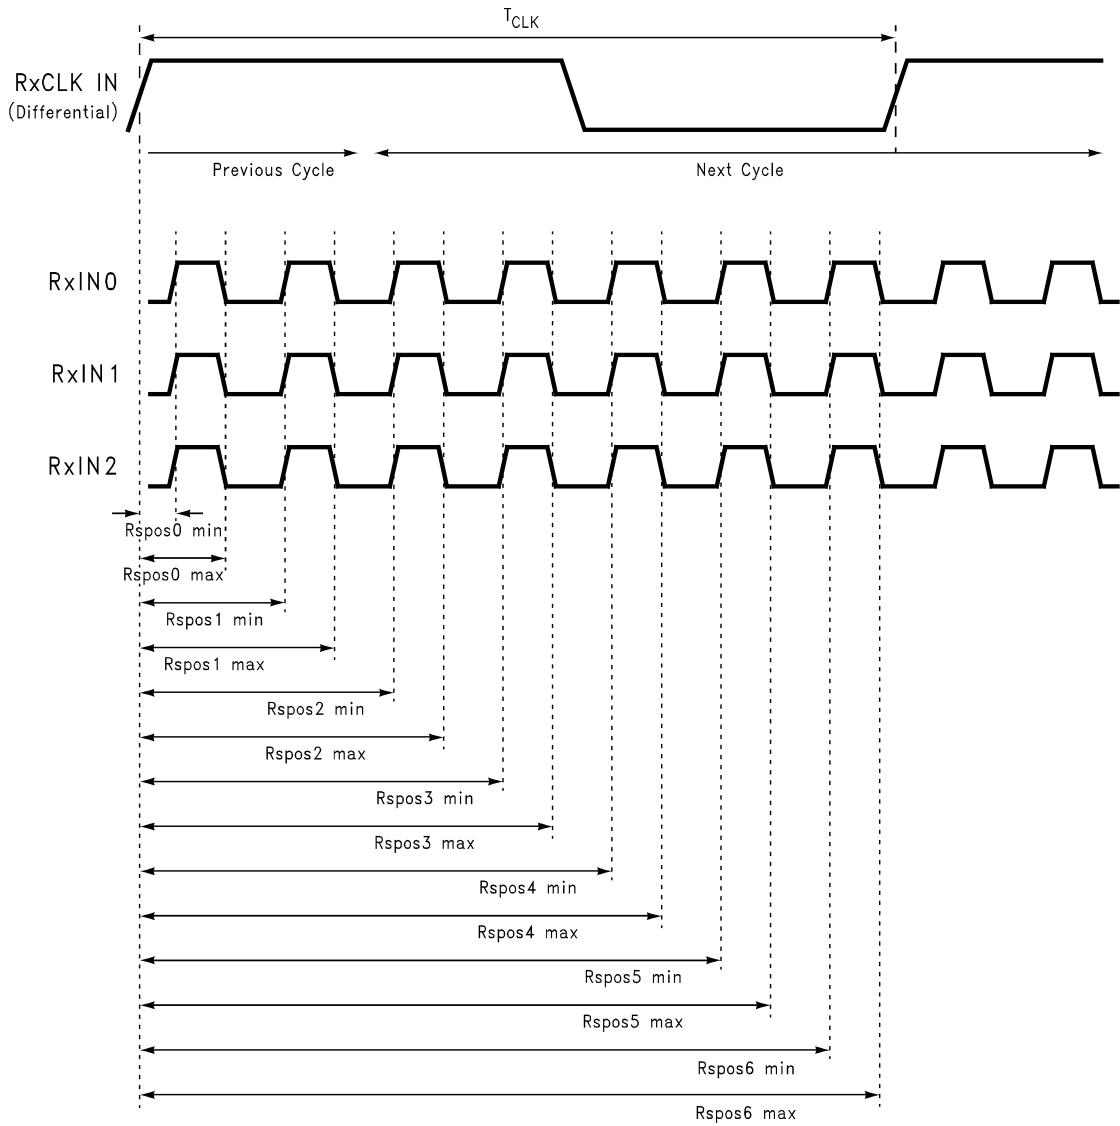 TCLK
RxCLK IN
(Differential)
Previous Cycle
Next Cycle
RxIN0
RxIN1
RxIN2
Rspos0 min
Rspos0 max
Rspos1 min
Rspos1 max
Rspos2 min
Rspos2 max
Rspos3 min
Rspos3 max
Rspos4 min
Rspos4 max
Rspos5 min
Rspos5 max
Rspos6 min
Rspos6 max